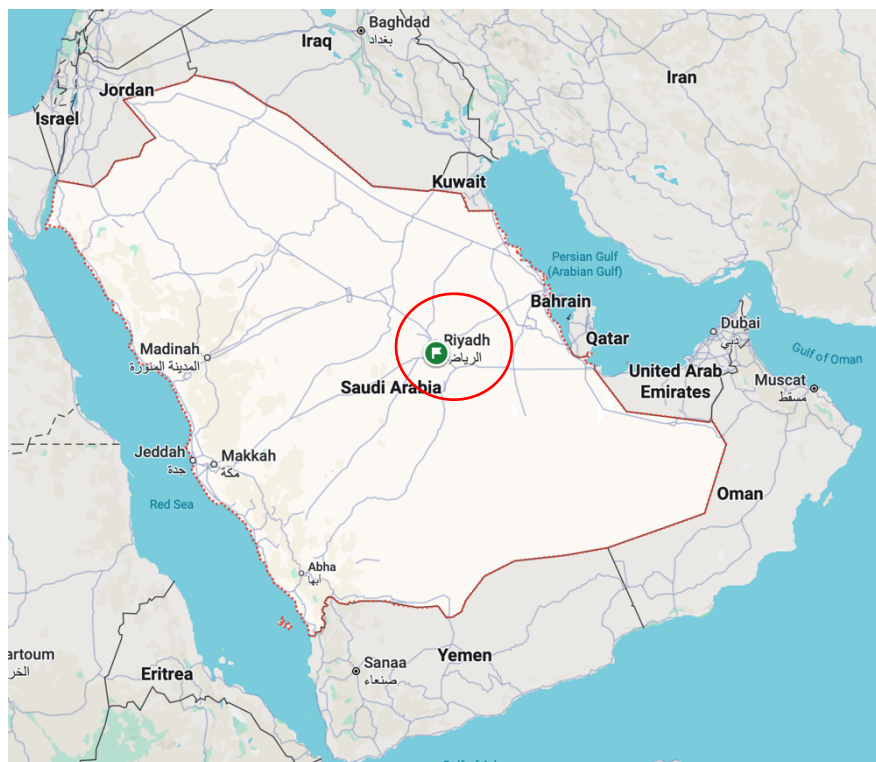 Baghdad
بغداد
Iraq
Iran
Jordan
Israel
Kuwait
Persian Gulf
(Arabian Gulf)
Bahrain
Riyadh
الرياض
Qatar
Dubai
دبي
Gulf of Oman
Madinah
المدينة المنورة
Saudi Arabia
United Arab
Emirates
Muscat
مسقط
Jeddah
جدة
Makkah
مكة
Red Sea
Oman
Abha
أبها
Sanaa
صنعاء
Yemen
artoum
الخر
Eritrea